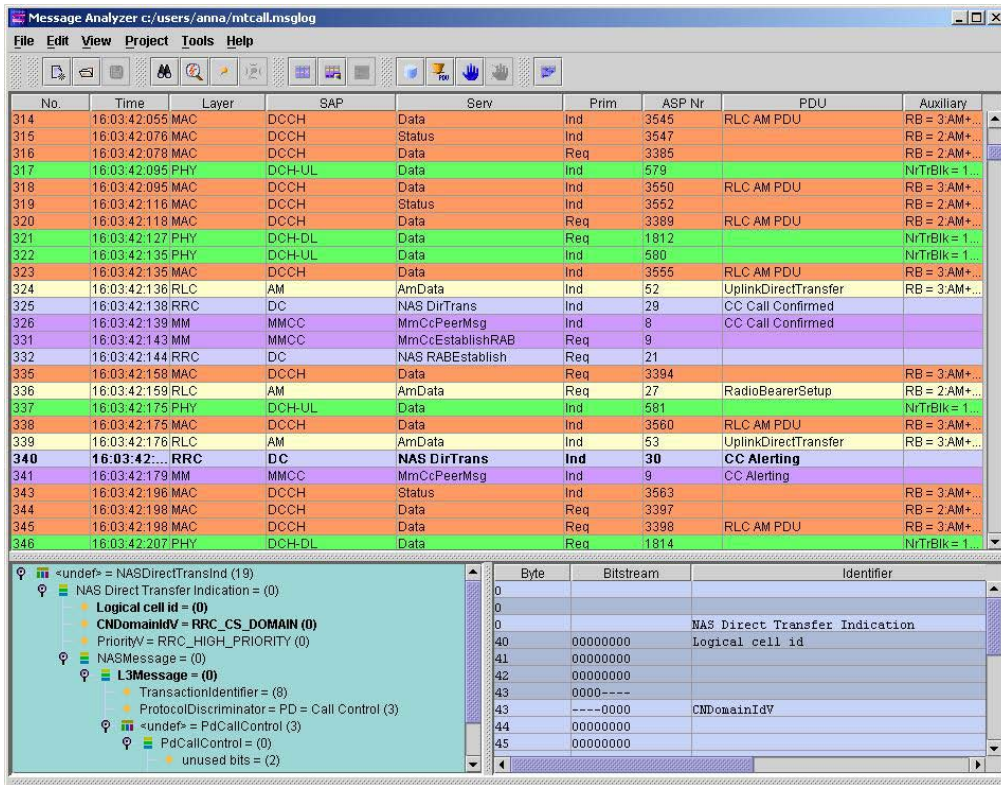 Message Analyzer c:/users/anna/mtcall.msglog
File Edit View Project Tools Help
PDU
No. Time Layer SAP Serv Prim ASP Nr PDU Auxiliary
314 16:03:42:055 MAC DCCH Data Ind 3545 RLC AM PDU RB = 3:AM+...
315 16:03:42:076 MAC DCCH Status Ind 3547 RB = 2:AM+...
316 16:03:42:078 MAC DCCH Data Req 3385 RB = 2:AM+...
317 16:03:42:095 PHY DCH-UL Data Ind 579 NrTrBlk = 1...
318 16:03:42:095 MAC DCCH Data Ind 3550 RLC AM PDU RB = 3:AM+...
319 16:03:42:116 MAC DCCH Status Ind 3552 RB = 2:AM+...
320 16:03:42:118 MAC DCCH Data Req 3389 RLC AM PDU RB = 2:AM+...
321 16:03:42:127 PHY DCH-DL Data Req 1812 NrTrBlk = 1...
322 16:03:42:135 PHY DCH-UL Data Ind 580 NrTrBlk = 1...
323 16:03:42:135 MAC DCCH Data Ind 3555 RLC AM PDU RB = 3:AM+...
324 16:03:42:136 RLC AM AmData Ind 52 UplinkDirectTransfer RB = 3:AM+...
325 16:03:42:138 RRC DC NAS DirTrans Ind 29 CC Call Confirmed
326 16:03:42:139 MM MMCC MmCcPeerMsg Ind 8 CC Call Confirmed
331 16:03:42:143 MM MMCC MmCcEstablishRAB Req 9
332 16:03:42:144 RRC DC NAS RABEstablish Req 21
335 16:03:42:158 MAC DCCH Data Req 3394 RB = 3:AM+...
336 16:03:42:159 RLC AM AmData Req 27 RadioBearerSetup RB = 2:AM+...
337 16:03:42:175 PHY DCH-UL Data Ind 581 NrTrBlk = 1...
338 16:03:42:175 MAC DCCH Data Ind 3560 RLC AM PDU RB = 3:AM+...
339 16:03:42:176 RLC AM AmData Ind 53 UplinkDirectTransfer RB = 3:AM+...
340 16:03:42:... RRC DC NAS DirTrans Ind 30 CC Alerting
341 16:03:42:179 MM MMCC MmCcPeerMsg Ind 9 CC Alerting
343 16:03:42:196 MAC DCCH Status Ind 3563 RB = 3:AM+...
344 16:03:42:198 MAC DCCH Data Req 3397 RB = 2:AM+...
345 16:03:42:198 MAC DCCH Data Req 3398 RLC AM PDU RB = 3:AM+...
346 16:03:42:207 PHY DCH-DL Data Req 1814 NrTrBlk = 1...
<undef> = NASDirectTransInd (19)
NAS Direct Transfer Indication = (0)
Logical cell id = (0)
CNDomainIdV = RRC_CS_DOMAIN (0)
PriorityV = RRC_HIGH_PRIORITY (0)
NASMessage = (0)
L3Message = (0)
TransactionIdentifier = (8)
ProtocolDiscriminator = PD = Call Control (3)
<undef> = PdCallControl (3)
PdCallControl = (0)
unused bits = (2)
Byte Bitstream Identifier
0
0
0 NAS Direct Transfer Indication
40 00000000 Logical cell id
41 00000000
42 00000000
43 0000----
43 ----0000 CNDomainIdV
44 00000000
45 00000000